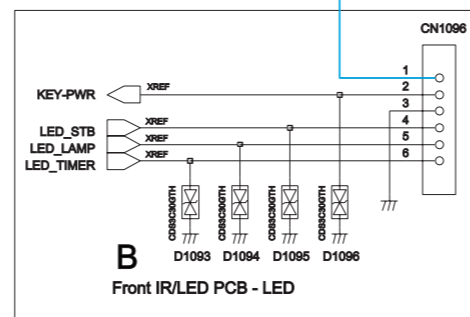 CN1096
1
KEY-PWR XREF 2
3
LED_STB XREF 4
LED_LAMP XREF 5
LED_TIMER XREF 6
CDS3C30GTH CDS3C30GTH CDS3C30GTH CDS3C30GTH
B D1093 D1094 D1095 D1096
Front IR/LED PCB - LED